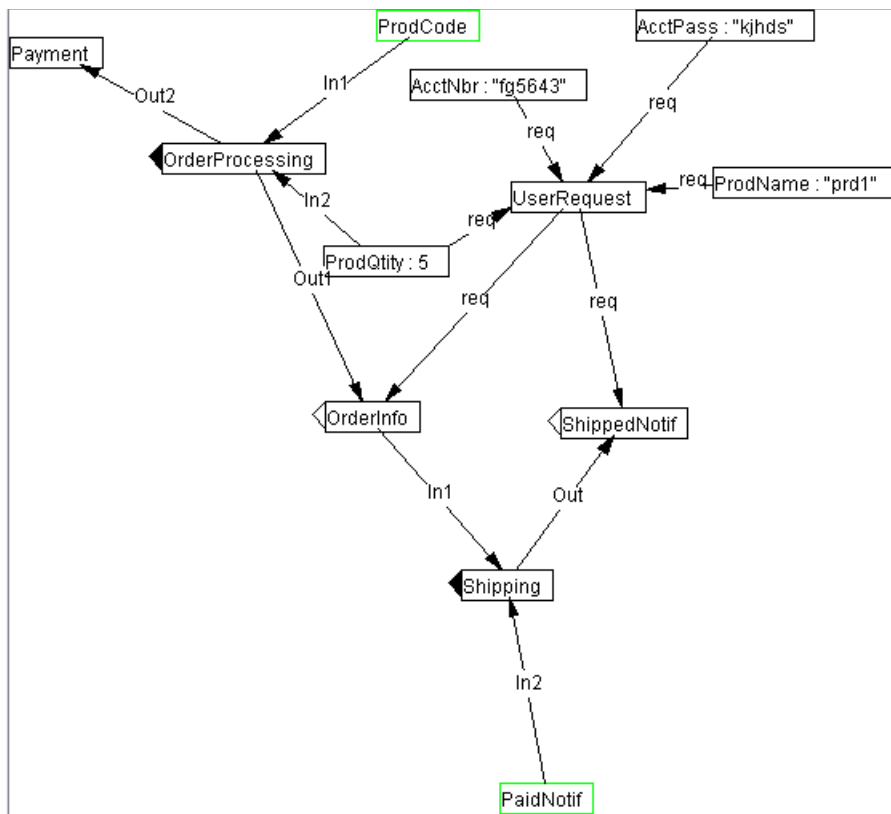 ProdCode
AcctPass : "kjhds"
Payment
AcctNbr : "fg5643"
In1
Out2
req
req
OrderProcessing
req
ProdName : "prd1"
UserRequest
In2
req
ProdQtity : 5
Out1
req
req
OrderInfo
ShippedNotif
In1
Out
Shipping
In2
PaidNotif